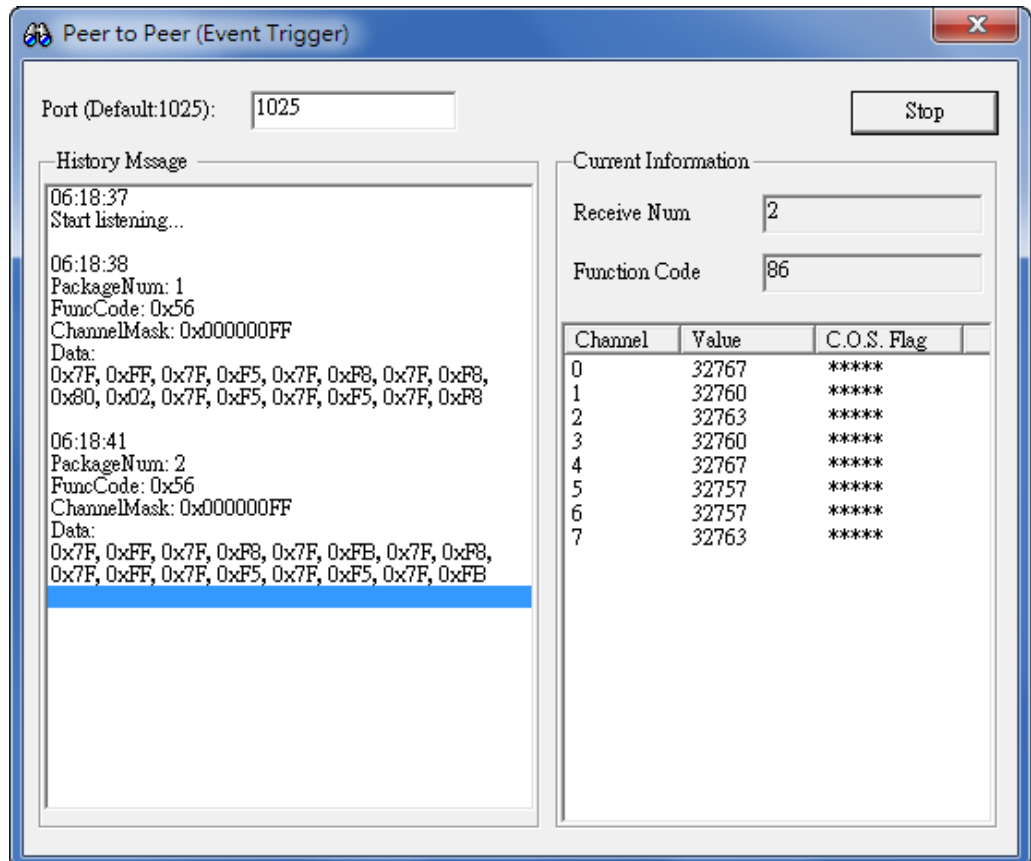 Peer to Peer (Event Trigger)
Port (Default:1025): 1025 Stop
History Mssage
06:18:37
Start listening...
06:18:38
PackageNum: 1
FuncCode: 0x56
ChannelMask: 0x000000FF
Data:
0x7F, 0xFF, 0x7F, 0xF5, 0x7F, 0xF8, 0x7F, 0xF8,
0x80, 0x02, 0x7F, 0xF5, 0x7F, 0xF5, 0x7F, 0xF8
06:18:41
PackageNum: 2
FuncCode: 0x56
ChannelMask: 0x000000FF
Data:
0x7F, 0xFF, 0x7F, 0xF8, 0x7F, 0xFB, 0x7F, 0xF8,
0x7F, 0xFF, 0x7F, 0xF5, 0x7F, 0xF5, 0x7F, 0xFB
Current Information
Receive Num 2
Function Code 86
Channel Value C.O.S. Flag
0 32767 *****
1 32760 *****
2 32763 *****
3 32760 *****
4 32767 *****
5 32757 *****
6 32757 *****
7 32763 *****